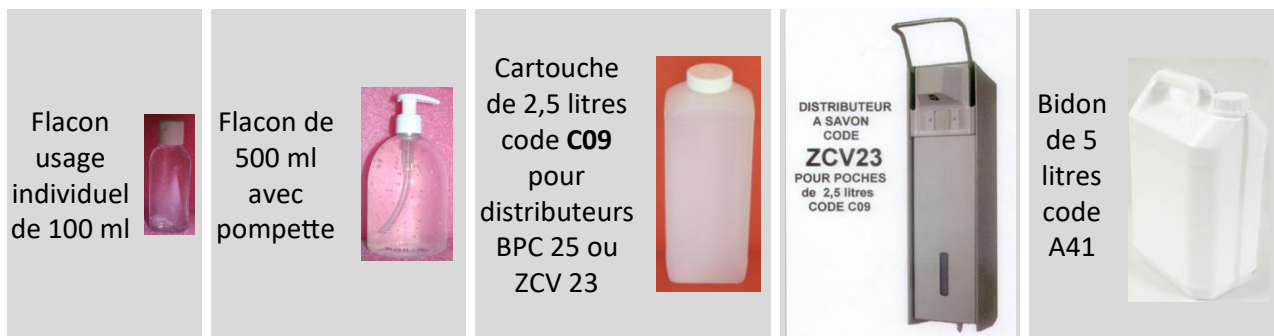 Flacon
usage
individuel
de 100 ml
Flacon de
500 ml
avec
pompette
Cartouche
de 2,5 litres
code C09
pour
distributeurs
BPC 25 ou
ZCV 23
DISTRIBUTEUR
A SAVON
CODE
ZCV23
POUR POCHES
de 2,5 litres
CODE C09
Bidon
de 5
litres
code
A41